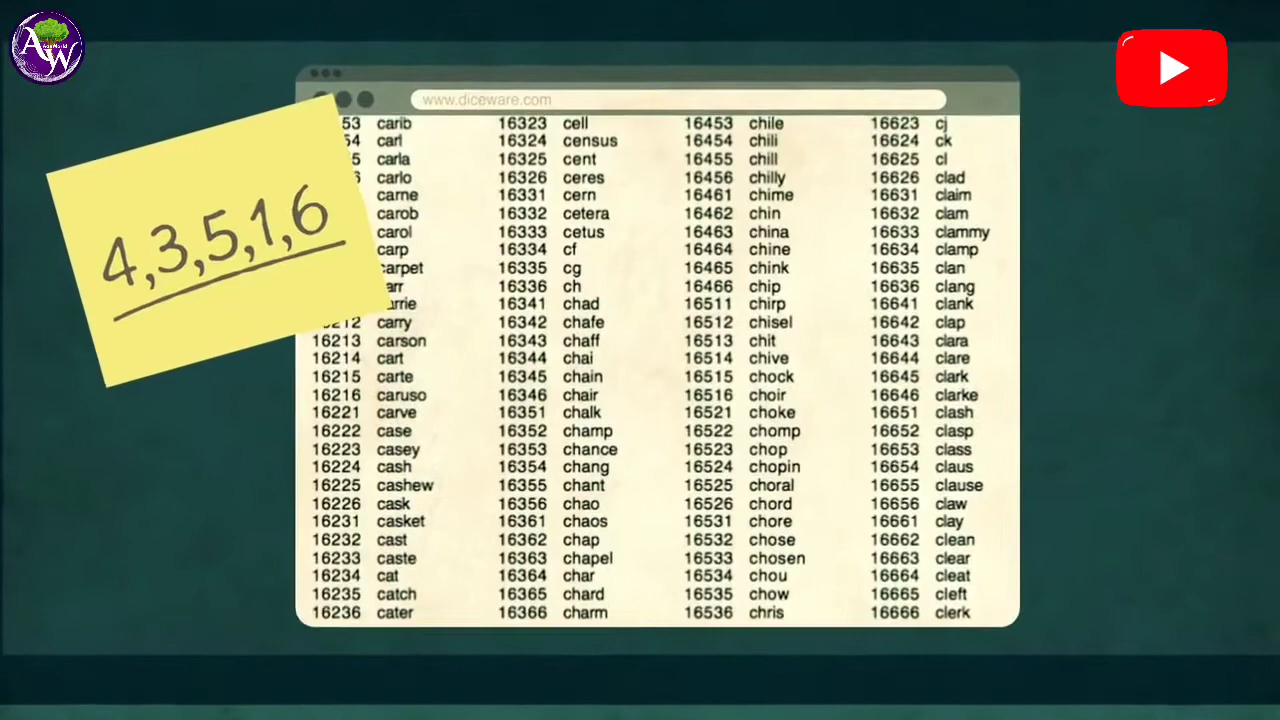 AW
AasWorld
www.diceware.com
4,3,5,1,6
53 carib 16323 cell 16453 chile 16623 cj
54 carl 16324 census 16454 chili 16624 ck
5 carla 16325 cent 16455 chill 16625 cl
6 carlo 16326 ceres 16456 chilly 16626 clad
carne 16331 cern 16461 chime 16631 claim
carob 16332 cetera 16462 chin 16632 clam
carol 16333 cetus 16463 china 16633 clammy
carp 16334 cf 16464 chine 16634 clamp
carpet 16335 cg 16465 chink 16635 clan
arr 16336 ch 16466 chip 16636 clang
rrie 16341 chad 16511 chirp 16641 clank
16212 carry 16342 chafe 16512 chisel 16642 clap
16213 carson 16343 chaff 16513 chit 16643 clara
16214 cart 16344 chai 16514 chive 16644 clare
16215 carte 16345 chain 16515 chock 16645 clark
16216 caruso 16346 chair 16516 choir 16646 clarke
16221 carve 16351 chalk 16521 choke 16651 clash
16222 case 16352 champ 16522 chomp 16652 clasp
16223 casey 16353 chance 16523 chop 16653 class
16224 cash 16354 chang 16524 chopin 16654 claus
16225 cashew 16355 chant 16525 choral 16655 clause
16226 cask 16356 chao 16526 chord 16656 claw
16231 casket 16361 chaos 16531 chore 16661 clay
16232 cast 16362 chap 16532 chose 16662 clean
16233 caste 16363 chapel 16533 chosen 16663 clear
16234 cat 16364 char 16534 chou 16664 cleat
16235 catch 16365 chard 16535 chow 16665 cleft
16236 cater 16366 charm 16536 chris 16666 clerk